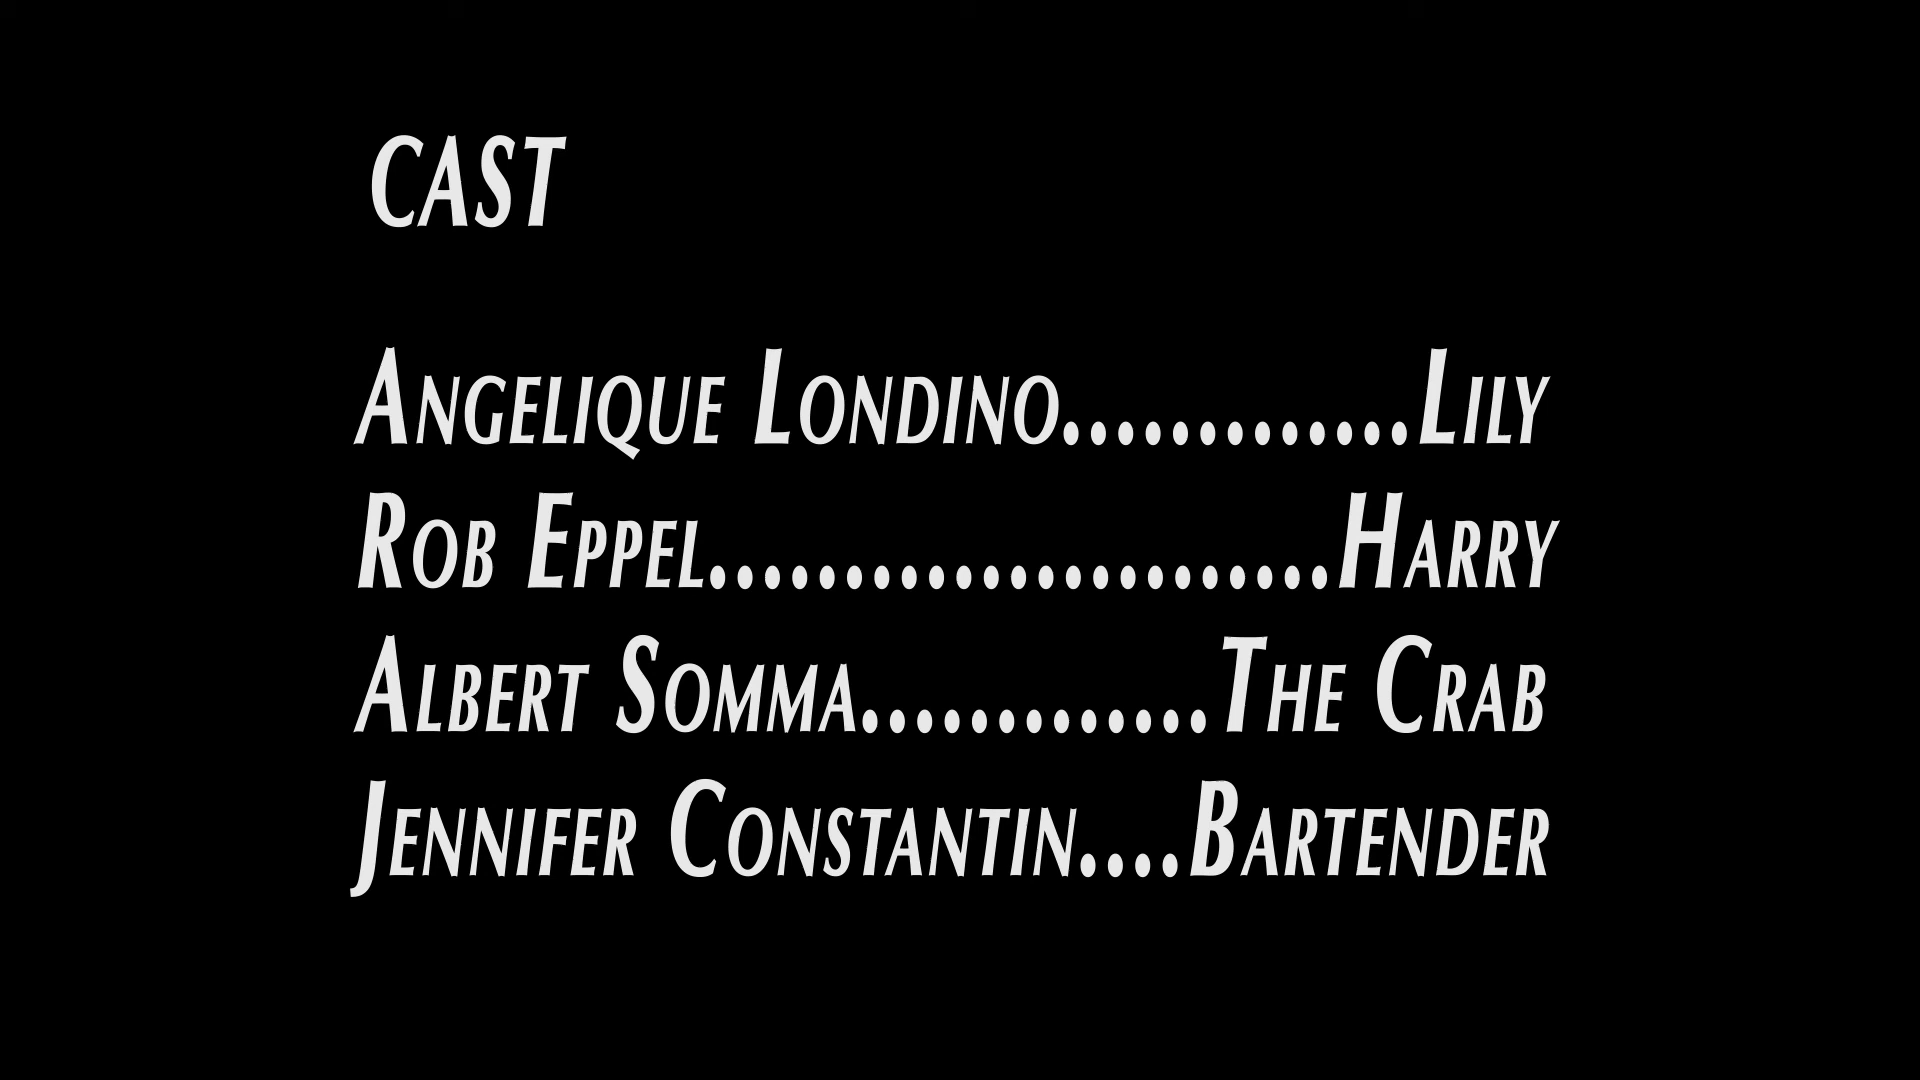 CAST
Angelique Londino.............Lily
Rob Eppel.......................Harry
Albert Somma.............The Crab
Jennifer Constantin....Bartender